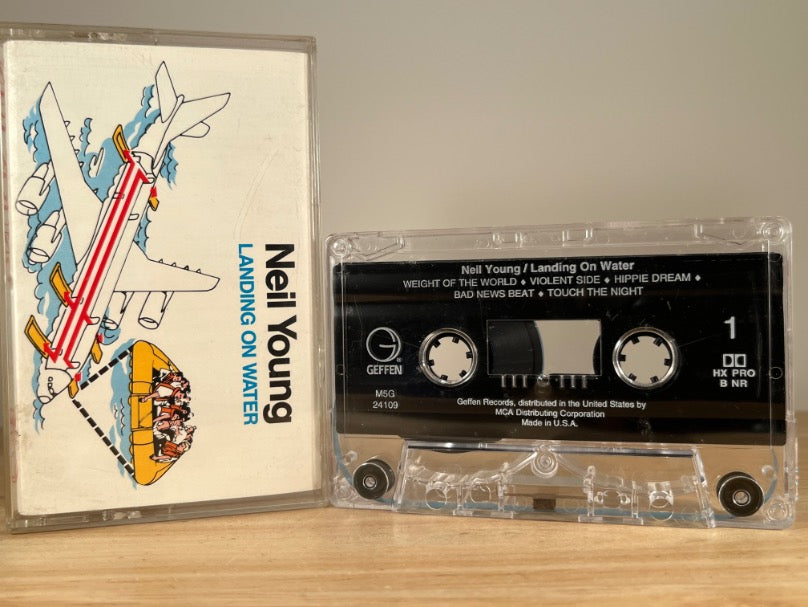 Neil Young
LANDING ON WATER
Neil Young / Landing On Water
WEIGHT OF THE WORLD ♦ VIOLENT SIDE ♦ HIPPIE DREAM ♦
BAD NEWS BEAT ♦ TOUCH THE NIGHT
G
GEFFEN®
M5G
24109
1
HX PRO
B NR
Geffen Records, distributed in the United States by
MCA Distributing Corporation
Made in U.S.A.